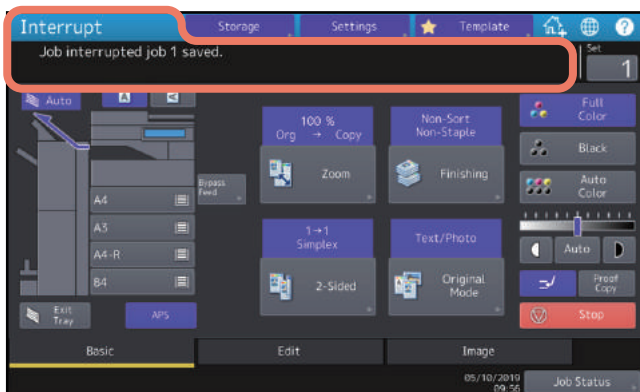 Interrupt
Storage
Settings
Template
?
Job interrupted job 1 saved.
Set
1
Auto
A
A
A4
A3
A4-R
B4
Exit
Tray
APS
Bypass
Feed
100 %
Org → Copy
Zoom
Non-Sort
Non-Staple
Finishing
1→1
Simplex
2-Sided
Text/Photo
Original
Mode
Full
Color
Black
Auto
Color
Auto
Proof
Copy
Stop
Basic
Edit
Image
05/10/2019
09:56
Job Status